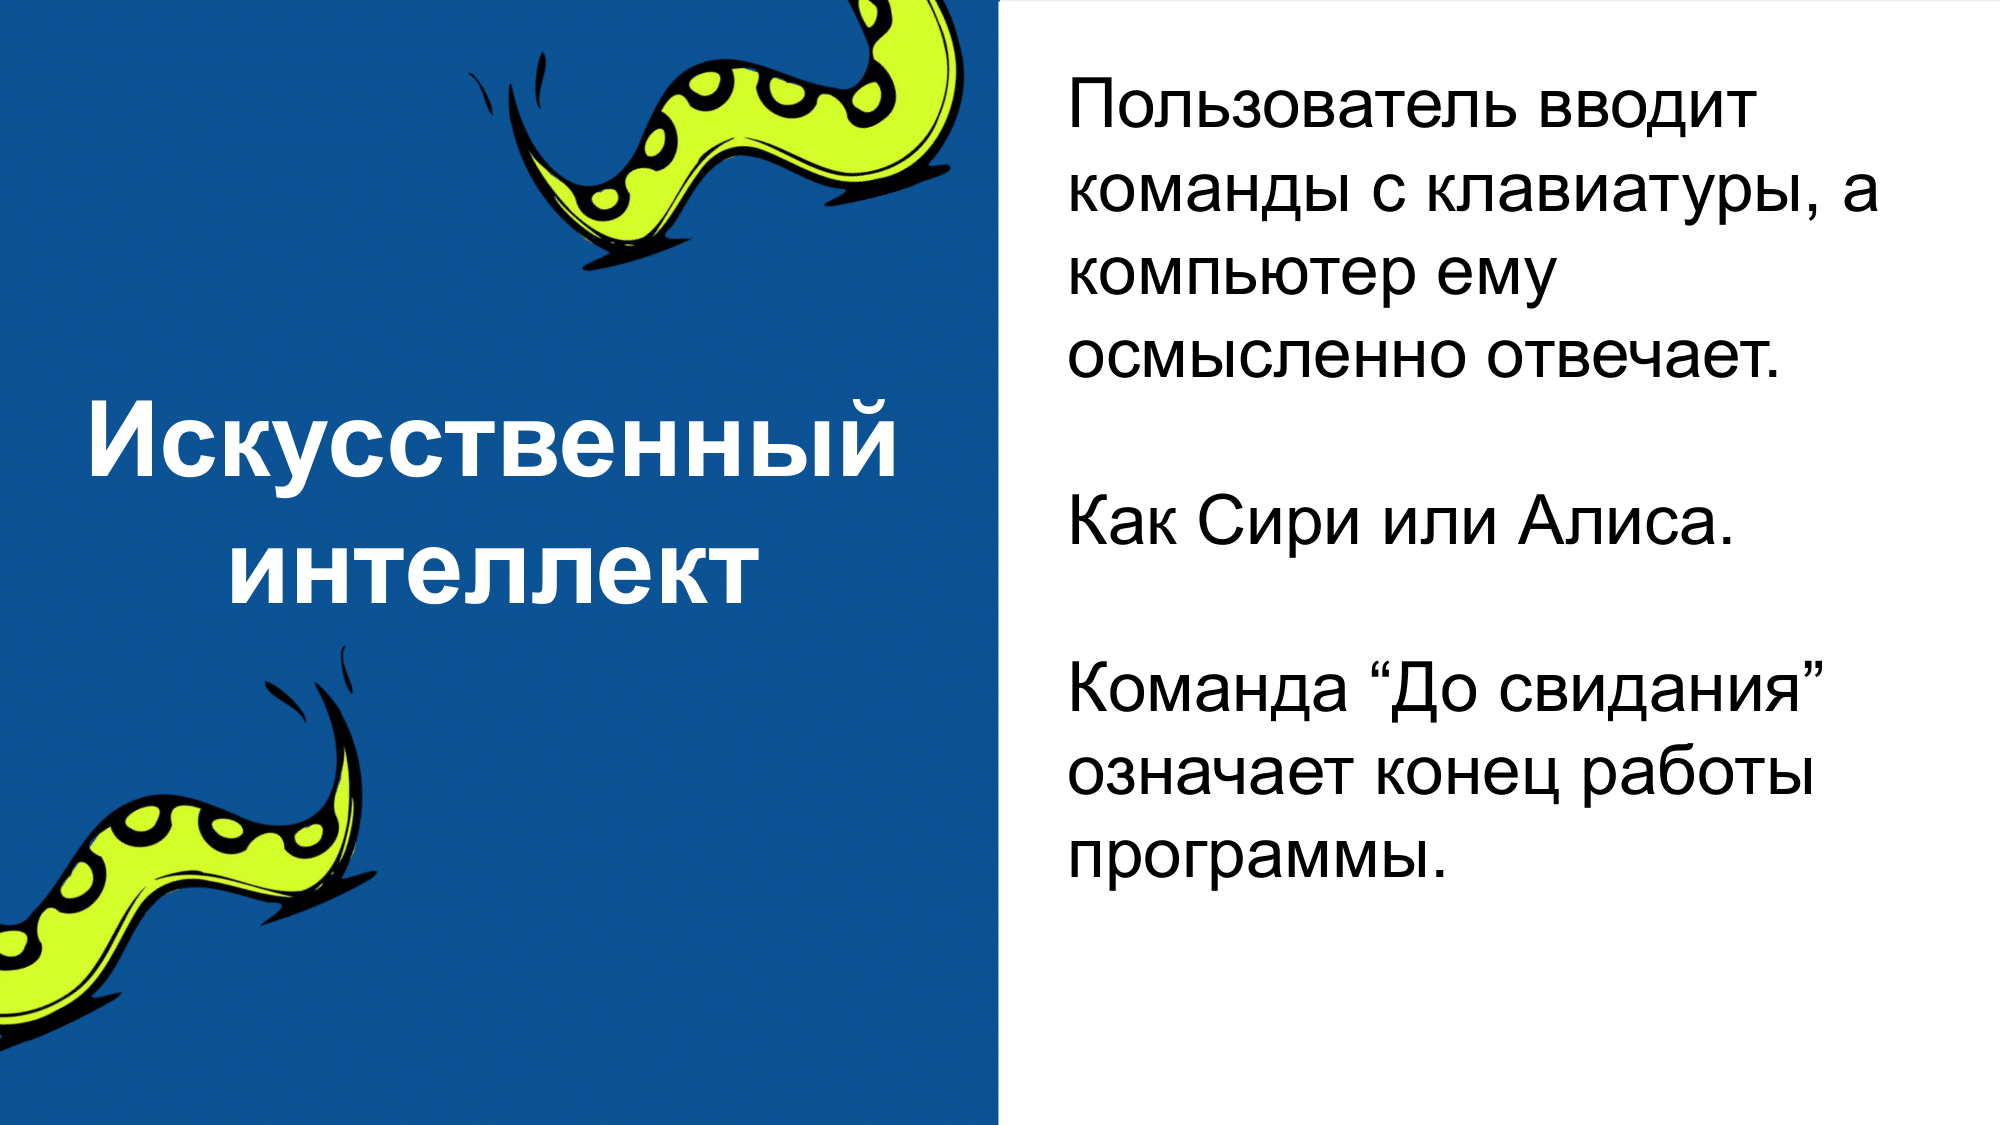 Искусственный
интеллект
Пользователь вводит
команды с клавиатуры, а
компьютер ему
осмысленно отвечает.
Как Сири или Алиса.
Команда “До свидания”
означает конец работы
программы.